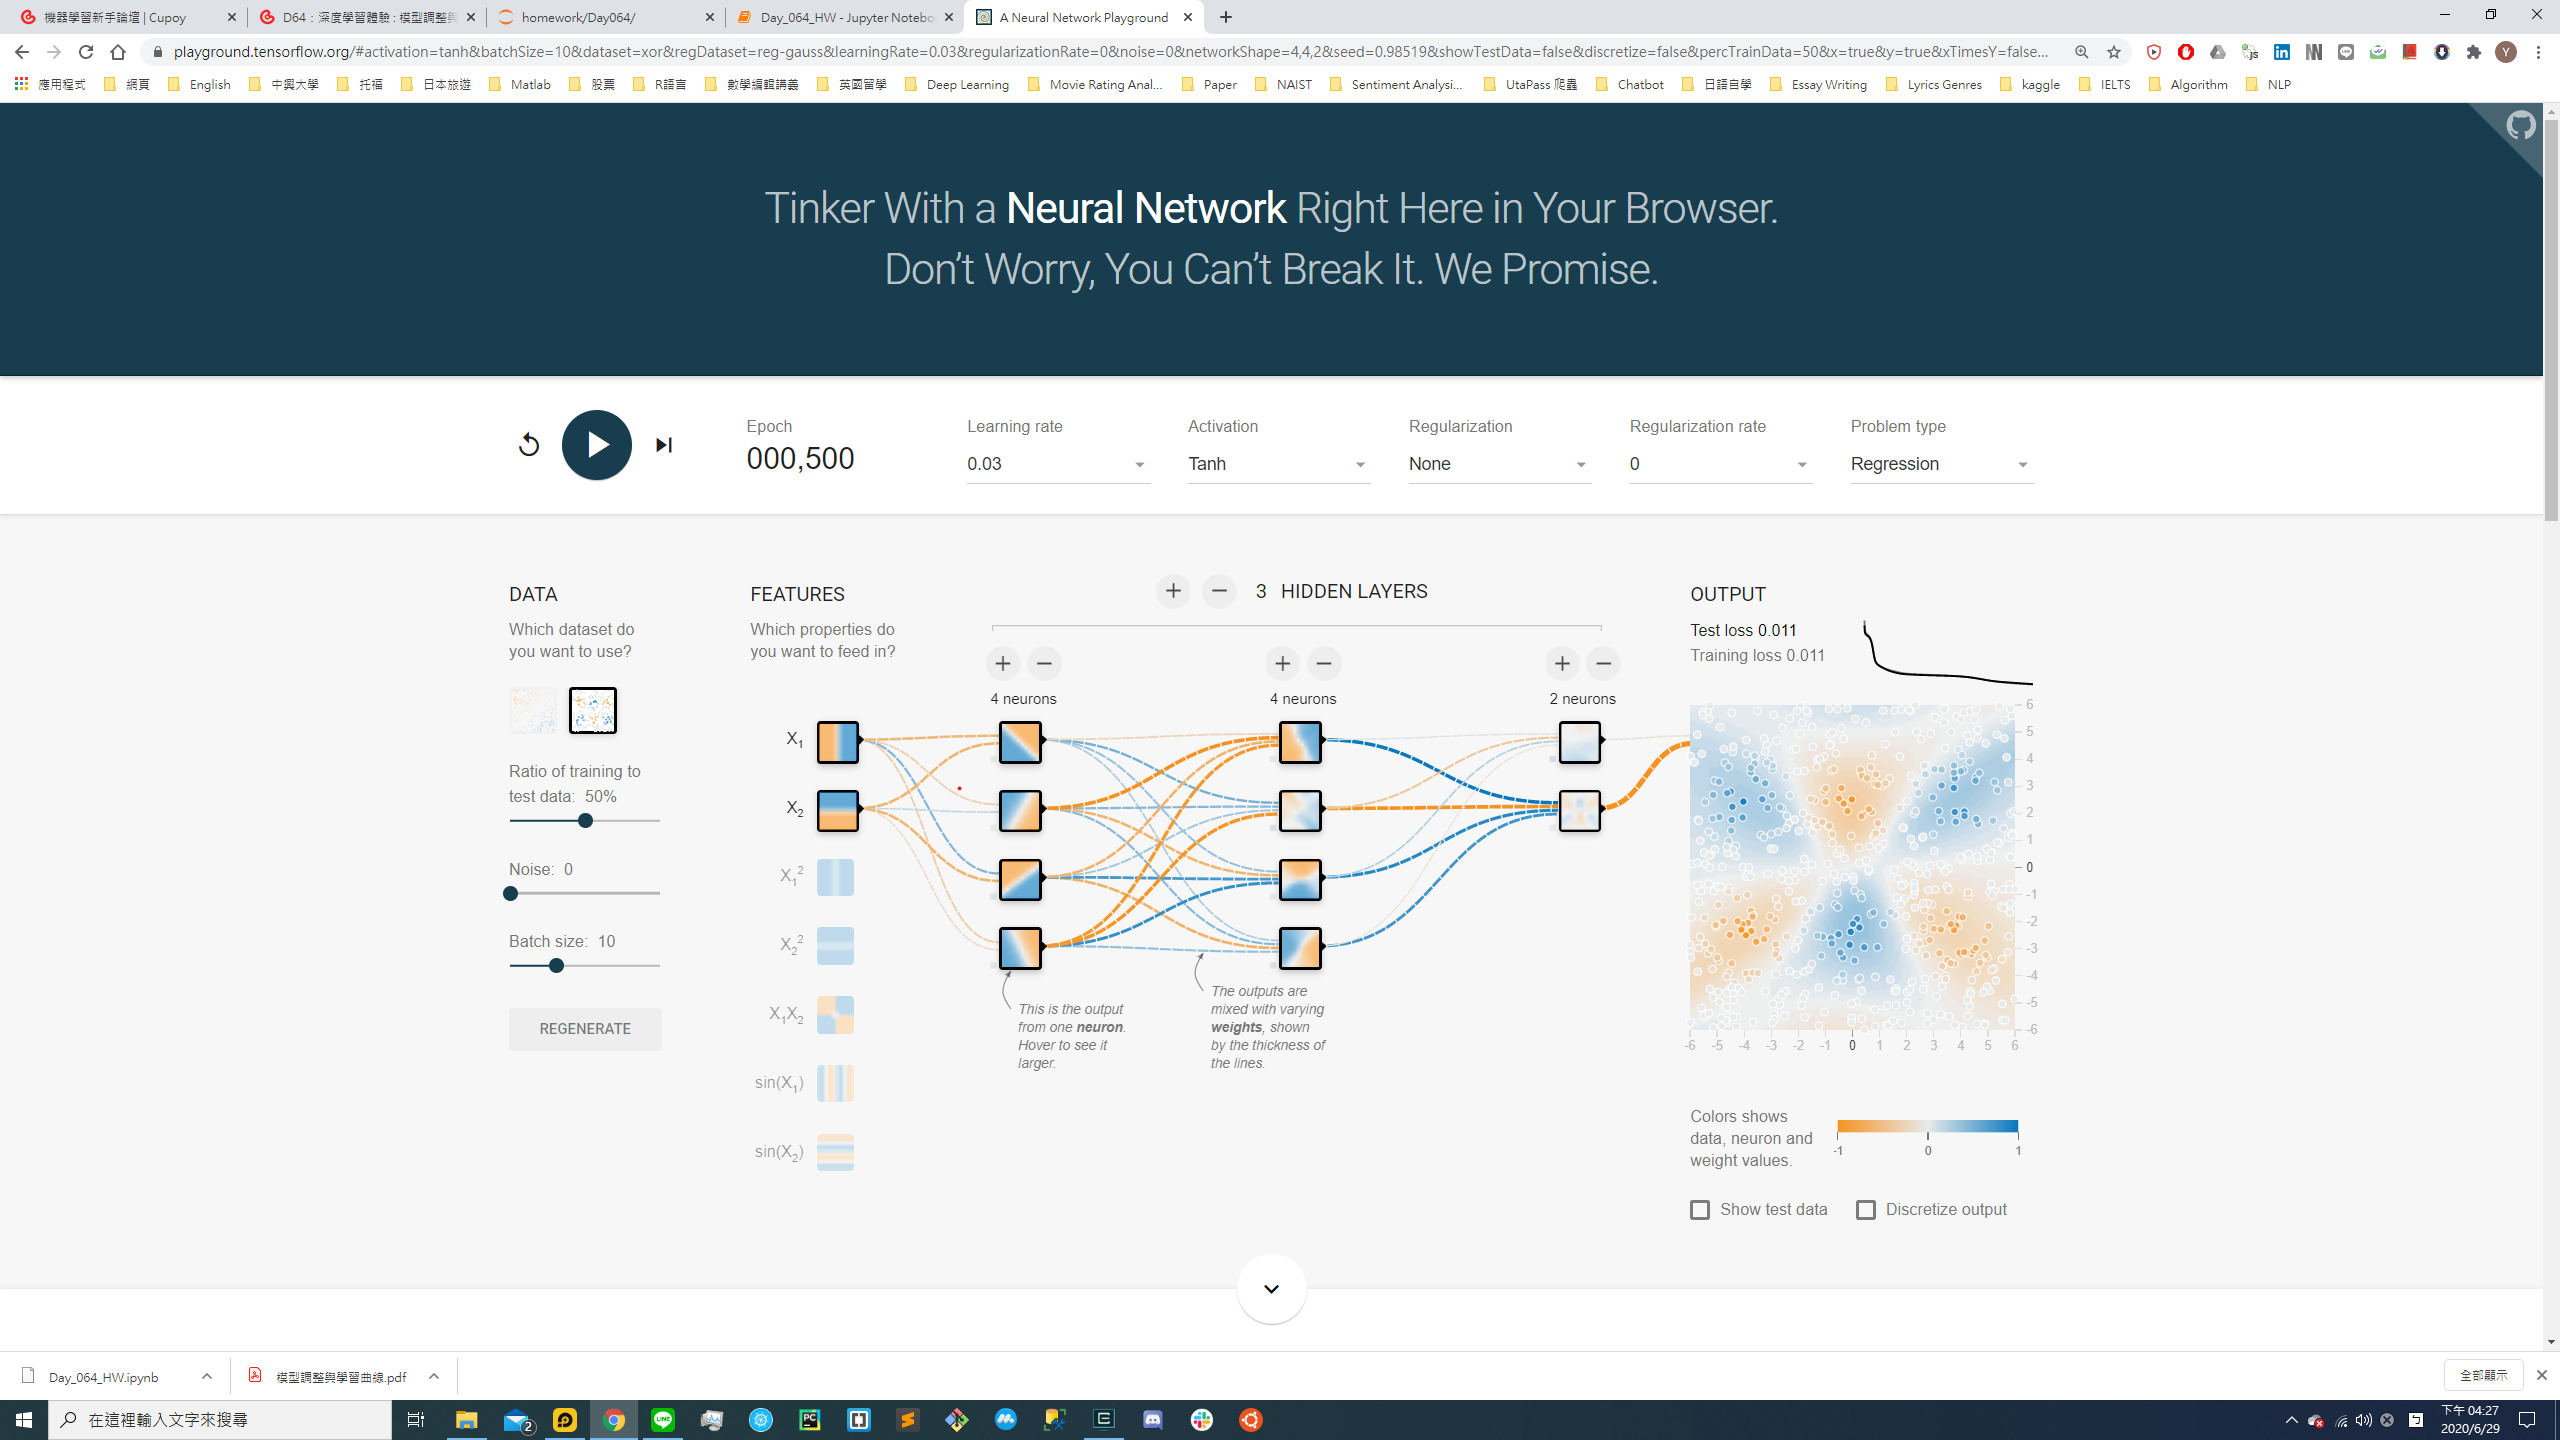 機器學習新手論壇 | Cupoy
D64：深度學習體驗 : 模型調整與
homework/Day064/
Day_064_HW - Jupyter Notebo
A Neural Network Playground
playground.tensorflow.org/#activation=tanh&batchSize=10&dataset=xor&regDataset=reg-gauss&learningRate=0.03&regularizationRate=0&noise=0&networkShape=4,4,2&seed=0.98519&showTestData=false&discretize=false&percTrainData=50&x=true&y=true&xTimesY=false...
應用程式 網頁 English 中興大學 托福 日本旅遊 Matlab 股票 R語言 數學編輯講義 英國留學 Deep Learning Movie Rating Anal... Paper NAIST Sentiment Analysi... UtaPass 爬蟲 Chatbot 日語自學 Essay Writing Lyrics Genres kaggle IELTS Algorithm NLP
Tinker With a Neural Network Right Here in Your Browser.
Don't Worry, You Can't Break It. We Promise.
Epoch
000,500
Learning rate
0.03
Activation
Tanh
Regularization
None
Regularization rate
0
Problem type
Regression
DATA
Which dataset do
you want to use?
Ratio of training to
test data: 50%
Noise: 0
Batch size: 10
REGENERATE
FEATURES
Which properties do
you want to feed in?
X1
X2
X1²
X2²
X1X2
sin(X1)
sin(X2)
3 HIDDEN LAYERS
4 neurons
4 neurons
2 neurons
This is the output
from one neuron.
Hover to see it
larger.
The outputs are
mixed with varying
weights, shown
by the thickness of
the lines.
OUTPUT
Test loss 0.011
Training loss 0.011
6
5
4
3
2
1
0
-1
-2
-3
-4
-5
-6
-6 -5 -4 -3 -2 -1 0 1 2 3 4 5 6
Colors shows
data, neuron and
weight values.
-1 0 1
Show test data
Discretize output
Day_064_HW.ipynb
模型調整與學習曲線.pdf
全部顯示
在這裡輸入文字來搜尋
2
下午 04:27
2020/6/29